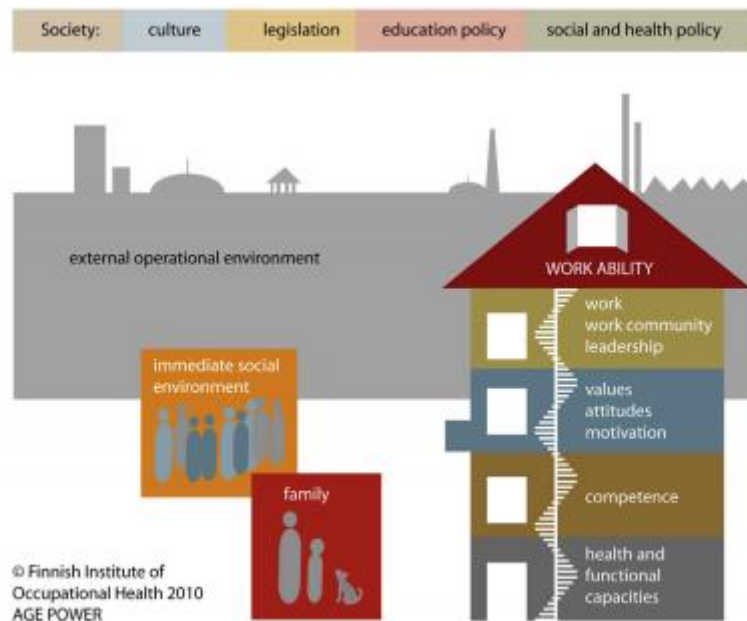 Society: culture legislation education policy social and health policy
external operational environment
WORK ABILITY
work
work community
leadership
immediate social
environment
values
attitudes
motivation
family
competence
health and
functional
capacities
© Finnish Institute of
Occupational Health 2010
AGE POWER